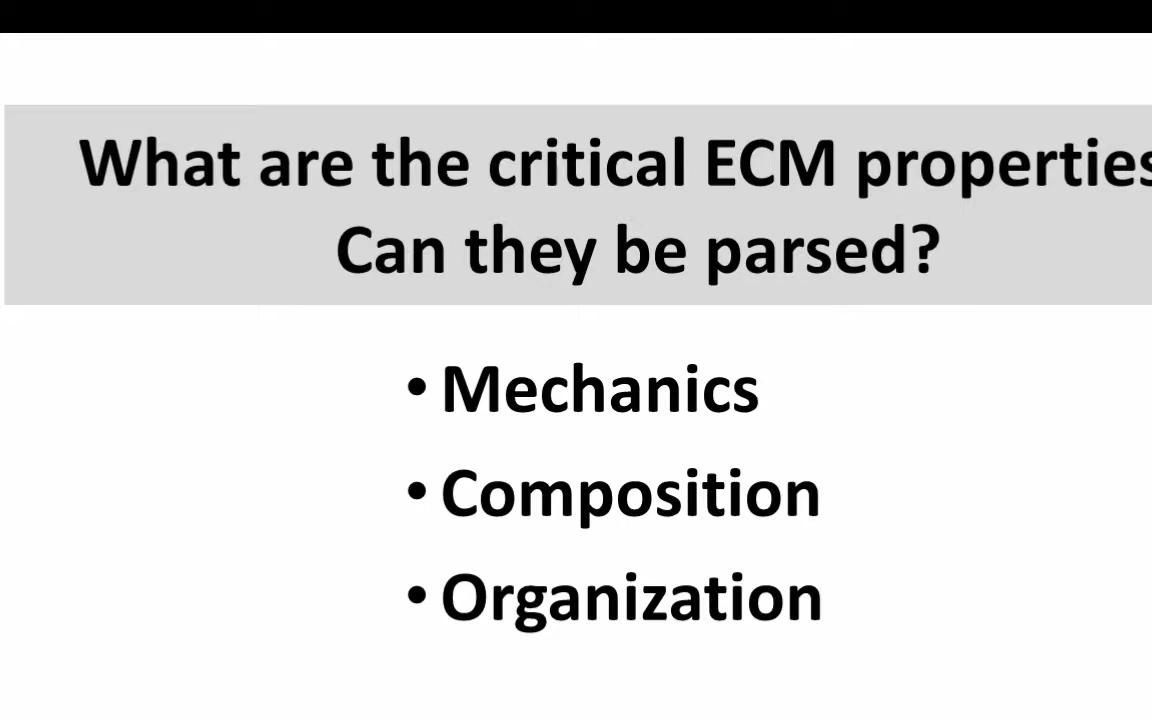 What are the critical ECM properties
Can they be parsed?
• Mechanics
• Composition
• Organization